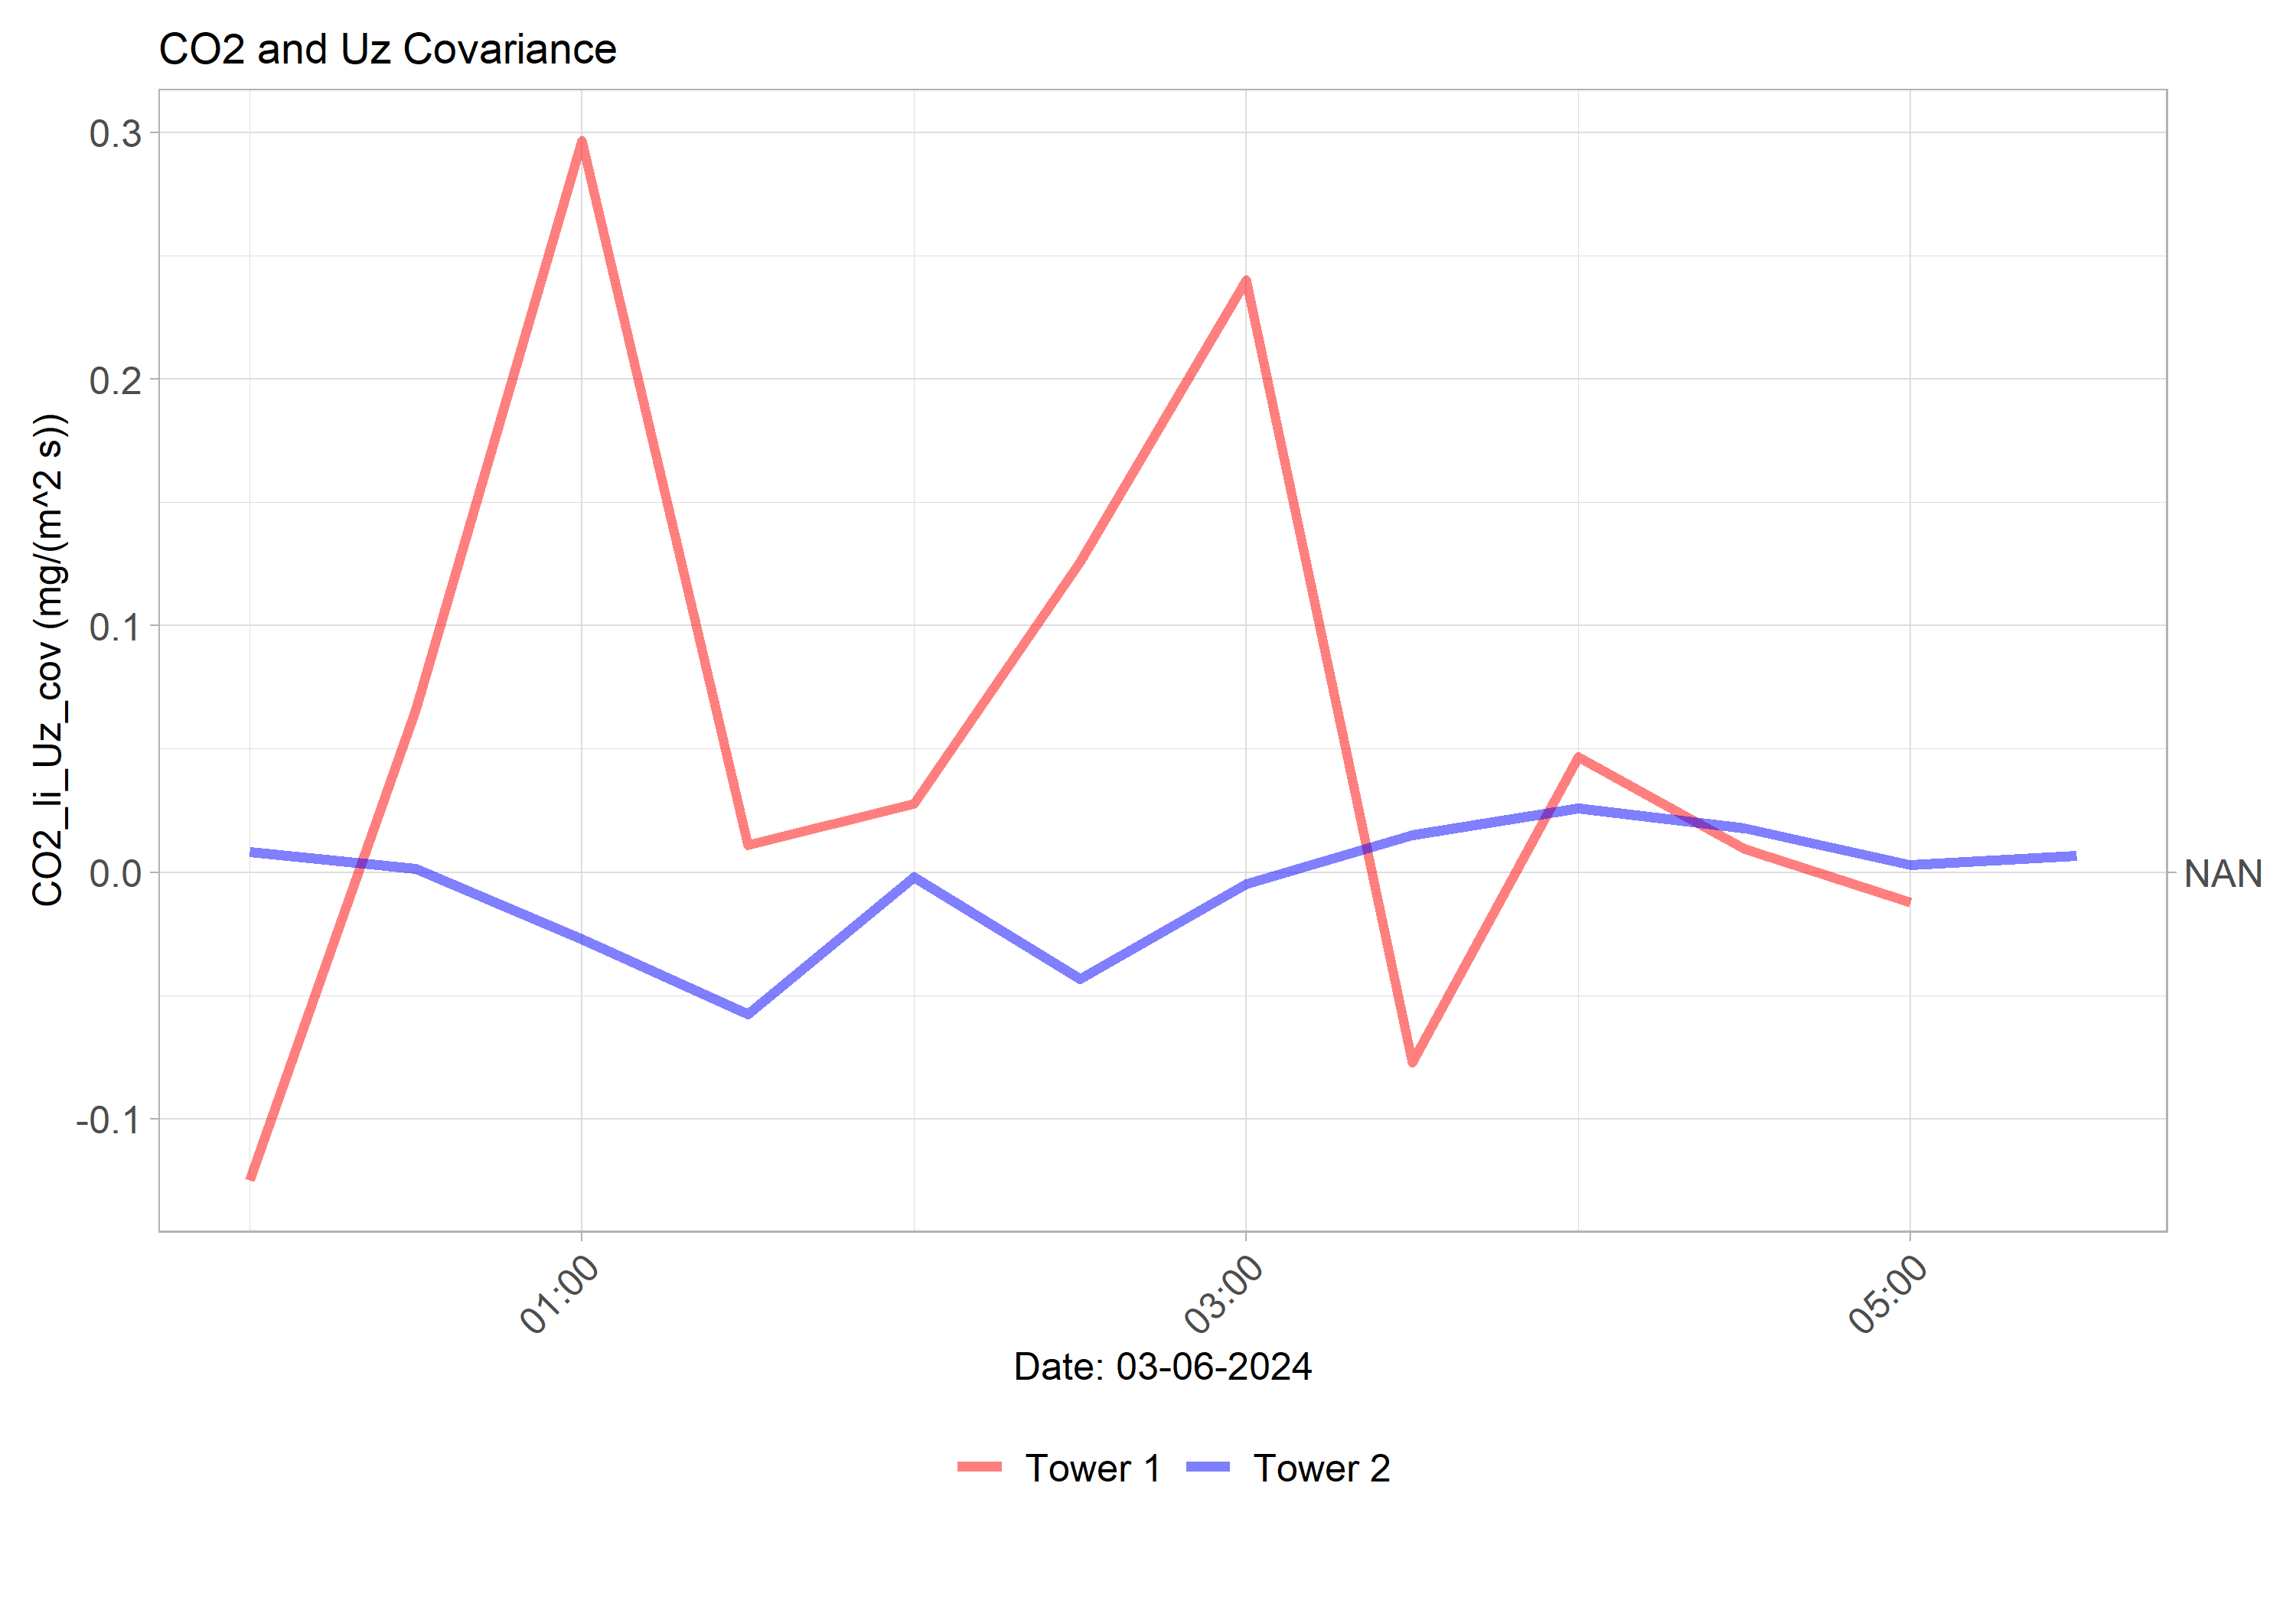 CO2 and Uz Covariance
0.3
0.2
0.1
0.0
-0.1
CO2_li_Uz_cov (mg/(m^2 s))
NAN
01:00
03:00
05:00
Date: 03-06-2024
Tower 1
Tower 2